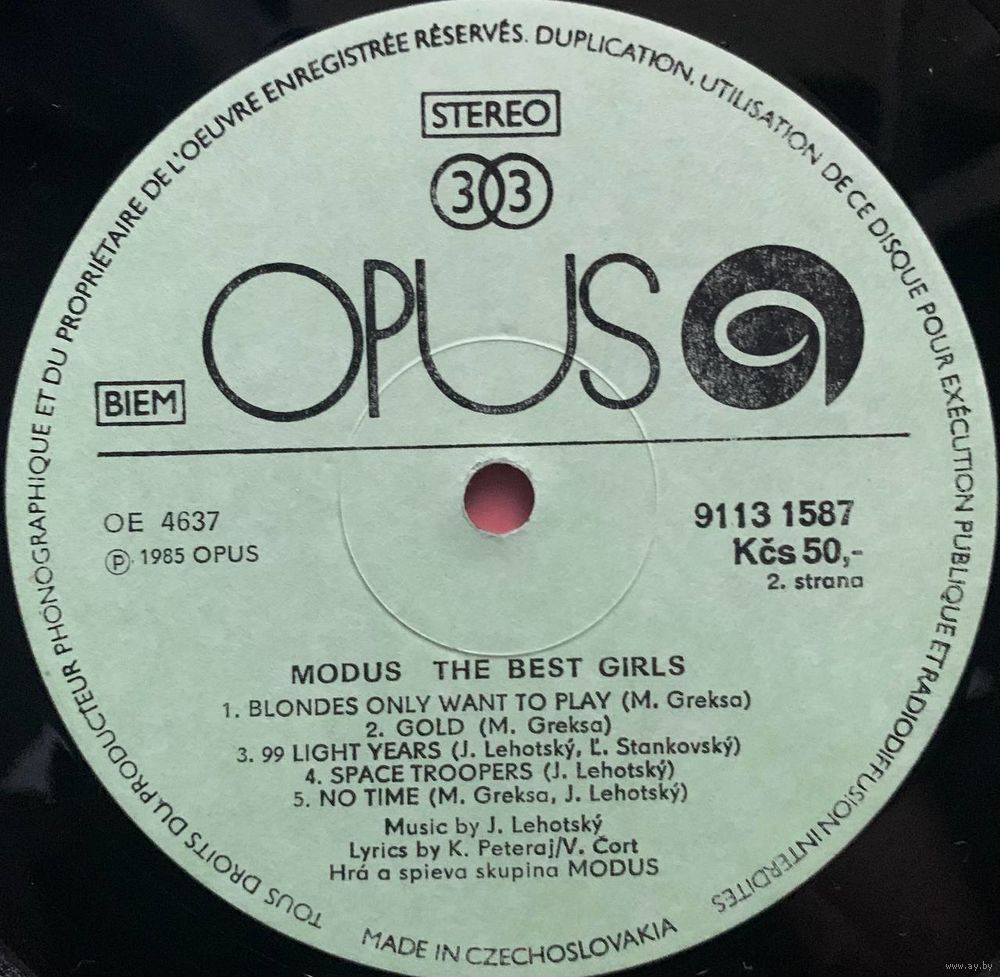 TOUS DROITS DU PRODUCTEUR PHONOGRAPHIQUE ET DU PROPRIÉTAIRE DE L'OEUVRE ENREGISTRÉE RÉSERVÉS. DUPLICATION, UTILISATION DE CE DISQUE POUR EXÉCUTION PUBLIQUE ET RADIODIFFUSION INTERDITES
STEREO
33
OPUS
BIEM
OE 4637
Ⓟ 1985 OPUS
9113 1587
Kčs 50,-
2. strana
MODUS THE BEST GIRLS
1. BLONDES ONLY WANT TO PLAY (M. Greksa)
2. GOLD (M. Greksa)
3. 99 LIGHT YEARS (J. Lehotský, Ľ. Stankovský)
4. SPACE TROOPERS (J. Lehotský)
5. NO TIME (M. Greksa, J. Lehotský)
Music by J. Lehotský
Lyrics by K. Peteraj/V. Čort
Hrá a spieva skupina MODUS
MADE IN CZECHOSLOVAKIA
www.ay.by